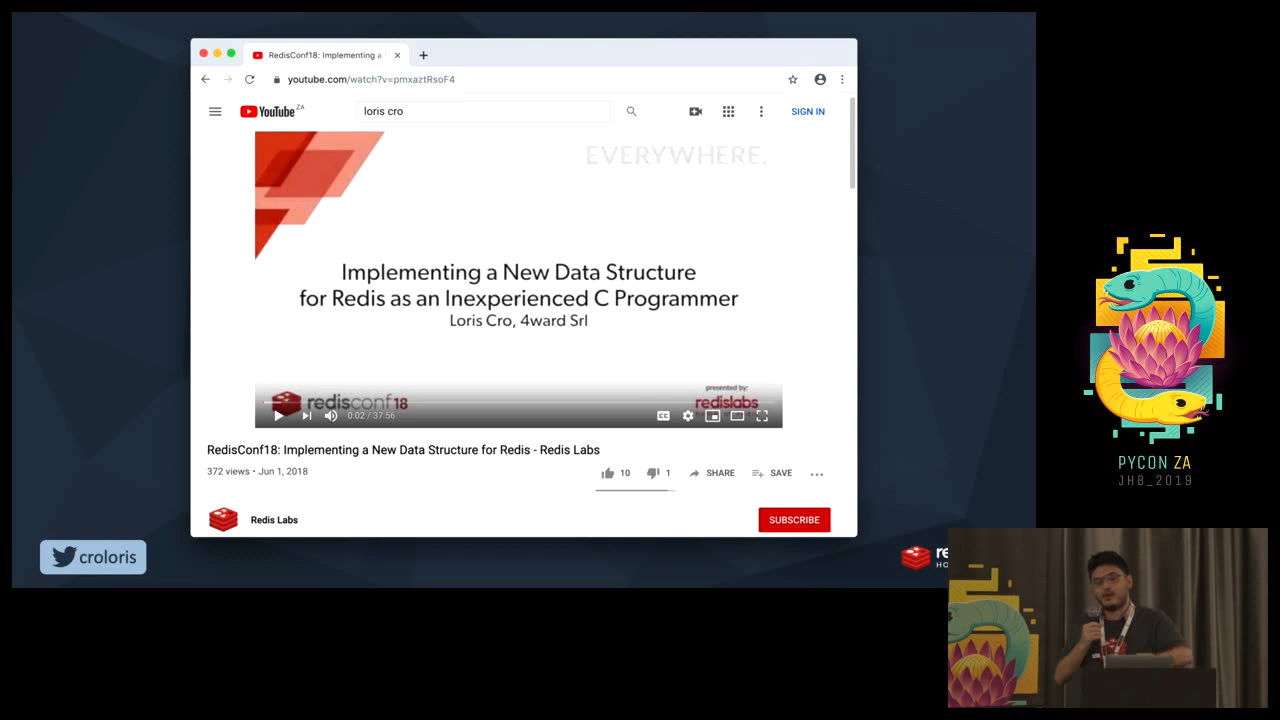 RedisConf18: Implementing a
youtube.com/watch?v=pmxaztRsoF4
YouTube ZA
loris cro
SIGN IN
EVERYWHERE.
Implementing a New Data Structure
for Redis as an Inexperienced C Programmer
Loris Cro, 4ward Srl
redisconf18
presented by:
redislabs
0:02 / 37:56
CC
RedisConf18: Implementing a New Data Structure for Redis - Redis Labs
372 views • Jun 1, 2018
10
1
SHARE
SAVE
Redis Labs
SUBSCRIBE
croloris
re
HO
PYCON ZA
JHB_2019